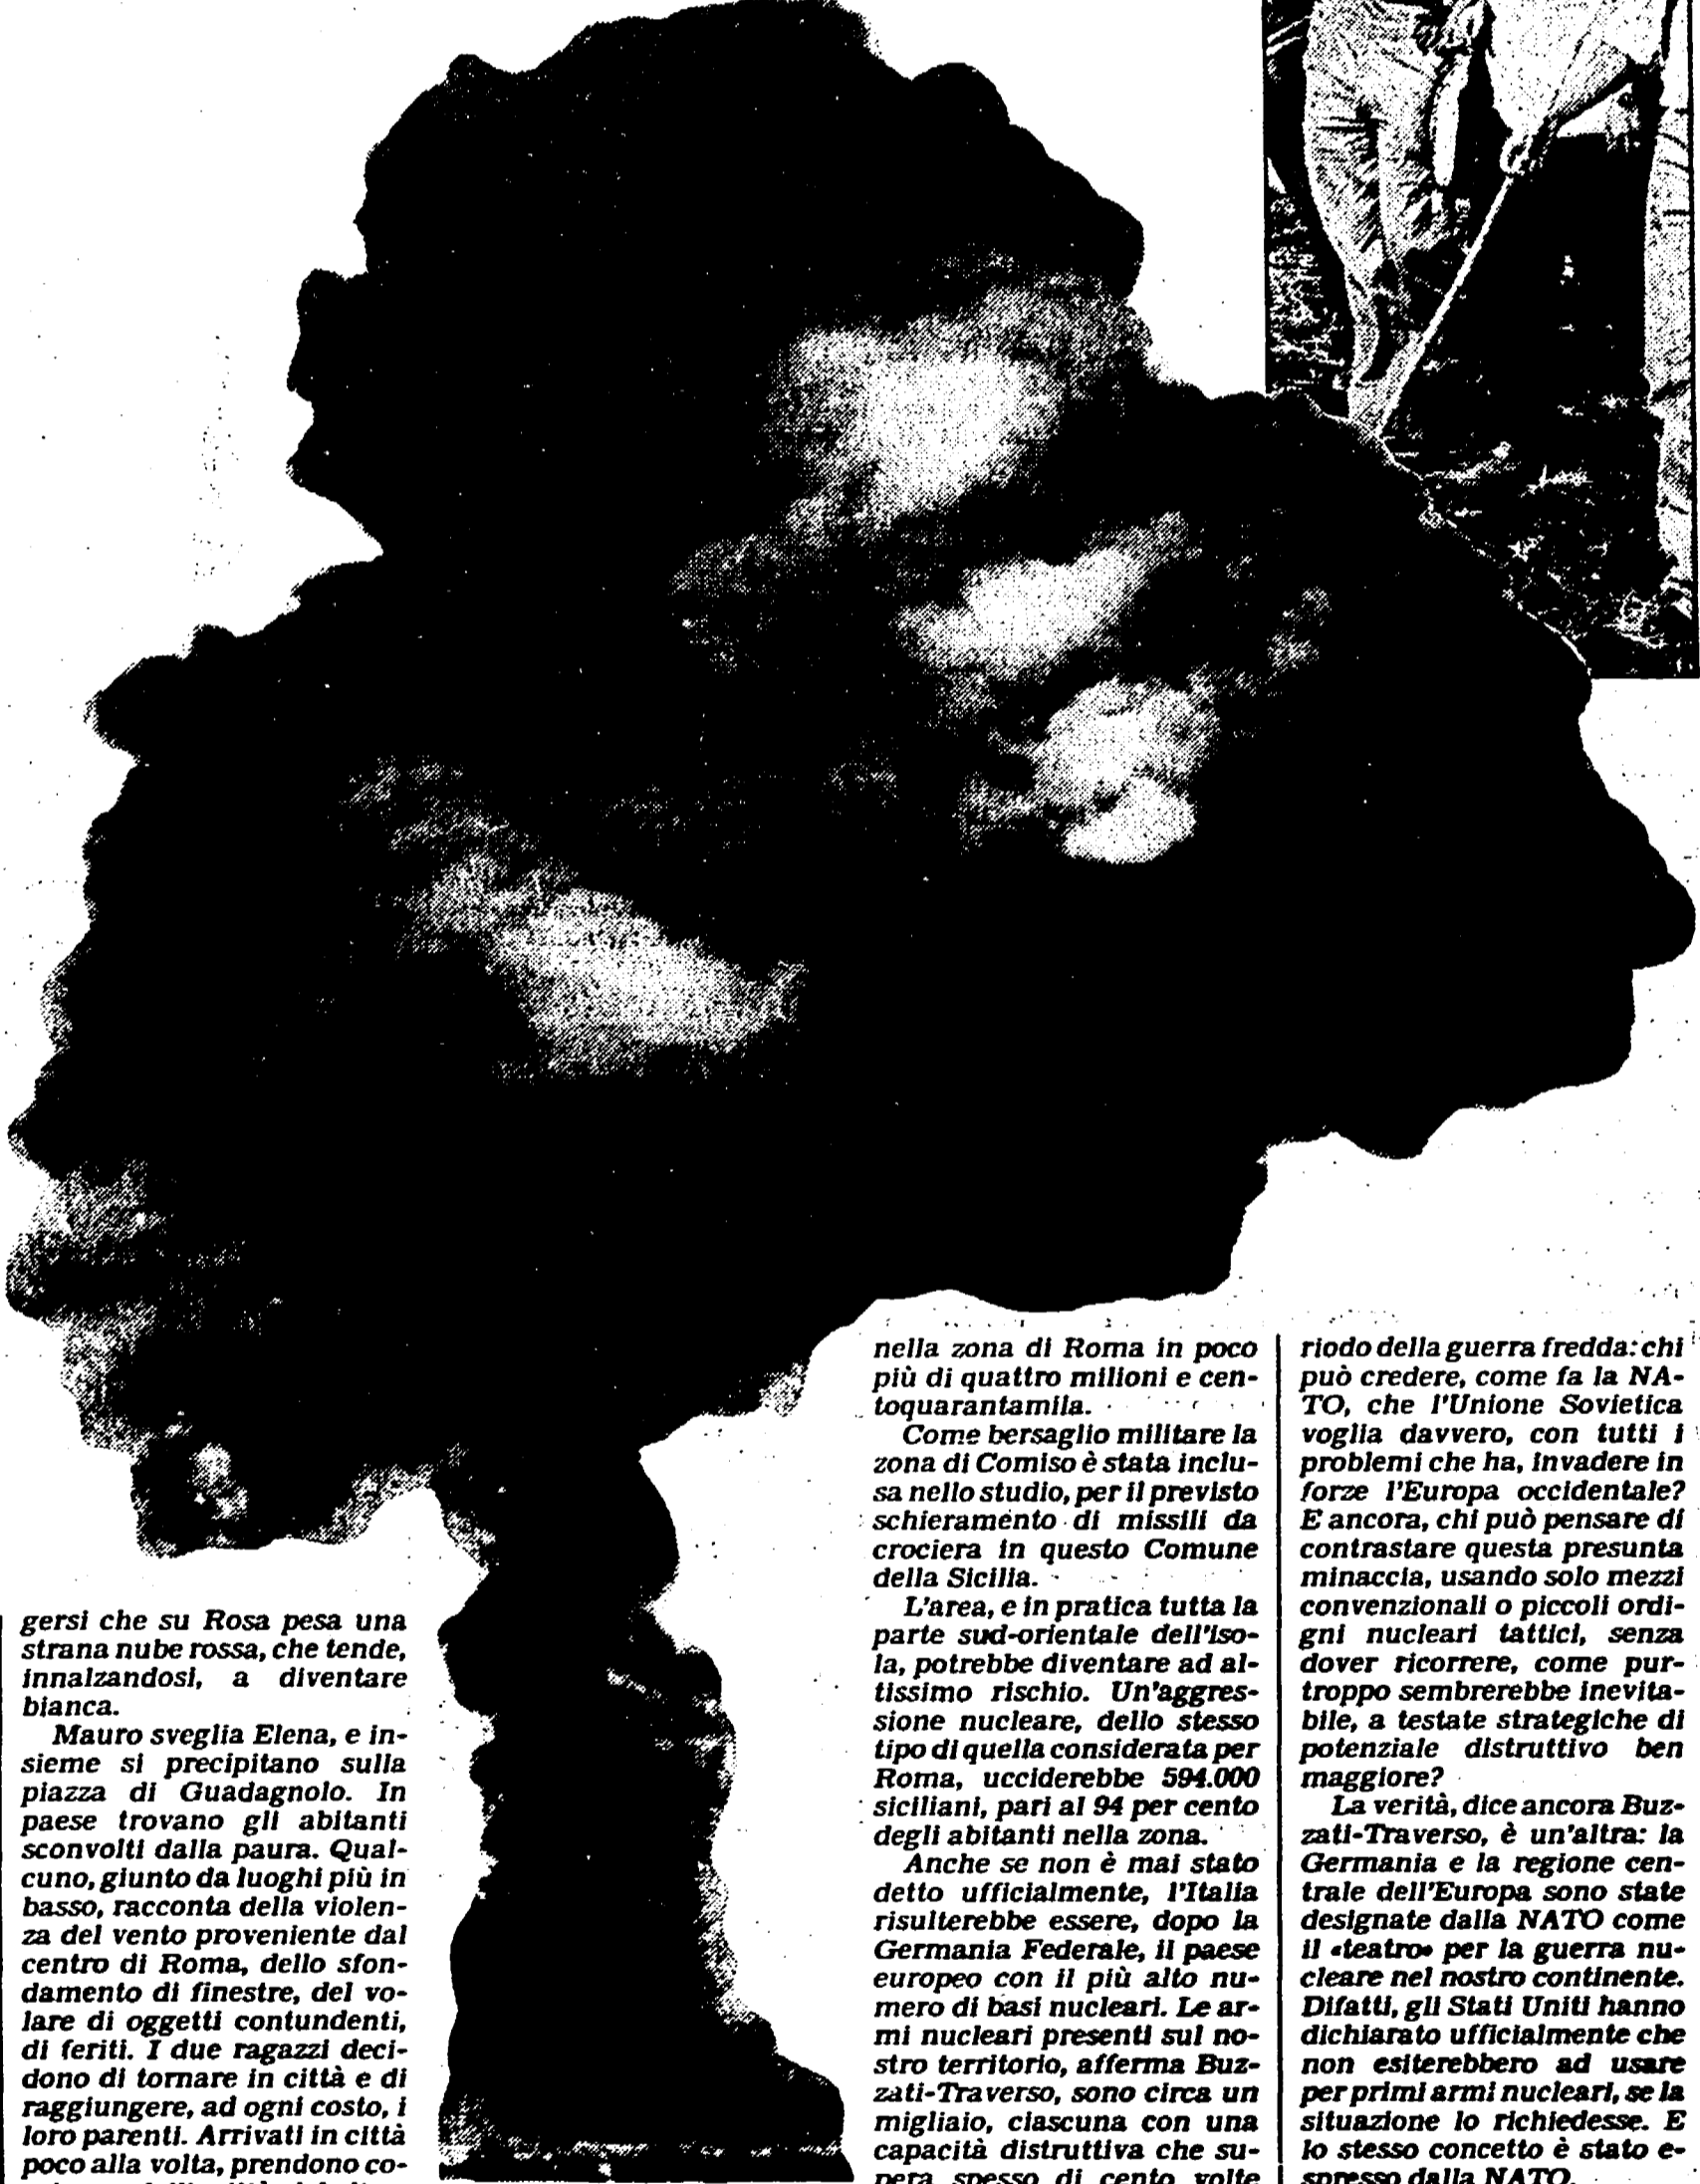 gersi che su Rosa pesa una
strana nube rossa, che tende,
innalzandosi, a diventare
bianca.
Mauro sveglia Elena, e in-
sieme si precipitano sulla
piazza di Guadagnolo. In
paese trovano gli abitanti
sconvolti dalla paura. Qual-
cuno, giunto da luoghi più in
basso, racconta della violen-
za del vento proveniente dal
centro di Roma, dello sfon-
damento di finestre, del vo-
lare di oggetti contundenti,
di feriti. I due ragazzi deci-
dono di tornare in città e di
raggiungere, ad ogni costo, i
loro parenti. Arrivati in città
poco alla volta, prendono co-
nella zona di Roma in poco
più di quattro milioni e cen-
toquarantamila.
Come bersaglio militare la
zona di Comiso è stata inclu-
sa nello studio, per il previsto
schieramento di missili da
crociera in questo Comune
della Sicilia.
L'area, e in pratica tutta la
parte sud-orientale dell'iso-
la, potrebbe diventare ad al-
tissimo rischio. Un'aggres-
sione nucleare, dello stesso
tipo di quella considerata per
Roma, ucciderebbe 594.000
siciliani, pari al 94 per cento
degli abitanti nella zona.
Anche se non è mai stato
detto ufficialmente, l'Italia
risulterebbe essere, dopo la
Germania Federale, il paese
europeo con il più alto nu-
mero di basi nucleari. Le ar-
mi nucleari presenti sul no-
stro territorio, afferma Buz-
zati-Traverso, sono circa un
migliaio, ciascuna con una
capacità distruttiva che su-
pera spesso di cento volte
riodo della guerra fredda: chi
può credere, come fa la NA-
TO, che l'Unione Sovietica
voglia davvero, con tutti i
problemi che ha, invadere in
forze l'Europa occidentale?
E ancora, chi può pensare di
contrastare questa presunta
minaccia, usando solo mezzi
convenzionali o piccoli ordi-
gni nucleari tattici, senza
dover ricorrere, come pur-
troppo sembrerebbe inevita-
bile, a testate strategiche di
potenziale distruttivo ben
maggiore?
La verità, dice ancora Buz-
zati-Traverso, è un'altra: la
Germania e la regione cen-
trale dell'Europa sono state
designate dalla NATO come
il «teatro» per la guerra nu-
cleare nel nostro continente.
Difatti, gli Stati Uniti hanno
dichiarato ufficialmente che
non esiterebbero ad usare
per primi armi nucleari, se la
situazione lo richiedesse. E
lo stesso concetto è stato e-
spresso dalla NATO.